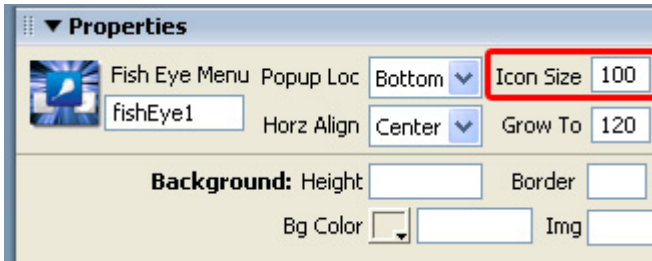 Properties
Fish Eye Menu Popup Loc Bottom Icon Size 100
fishEye1 Horz Align Center Grow To 120
Background: Height Border
Bg Color Img